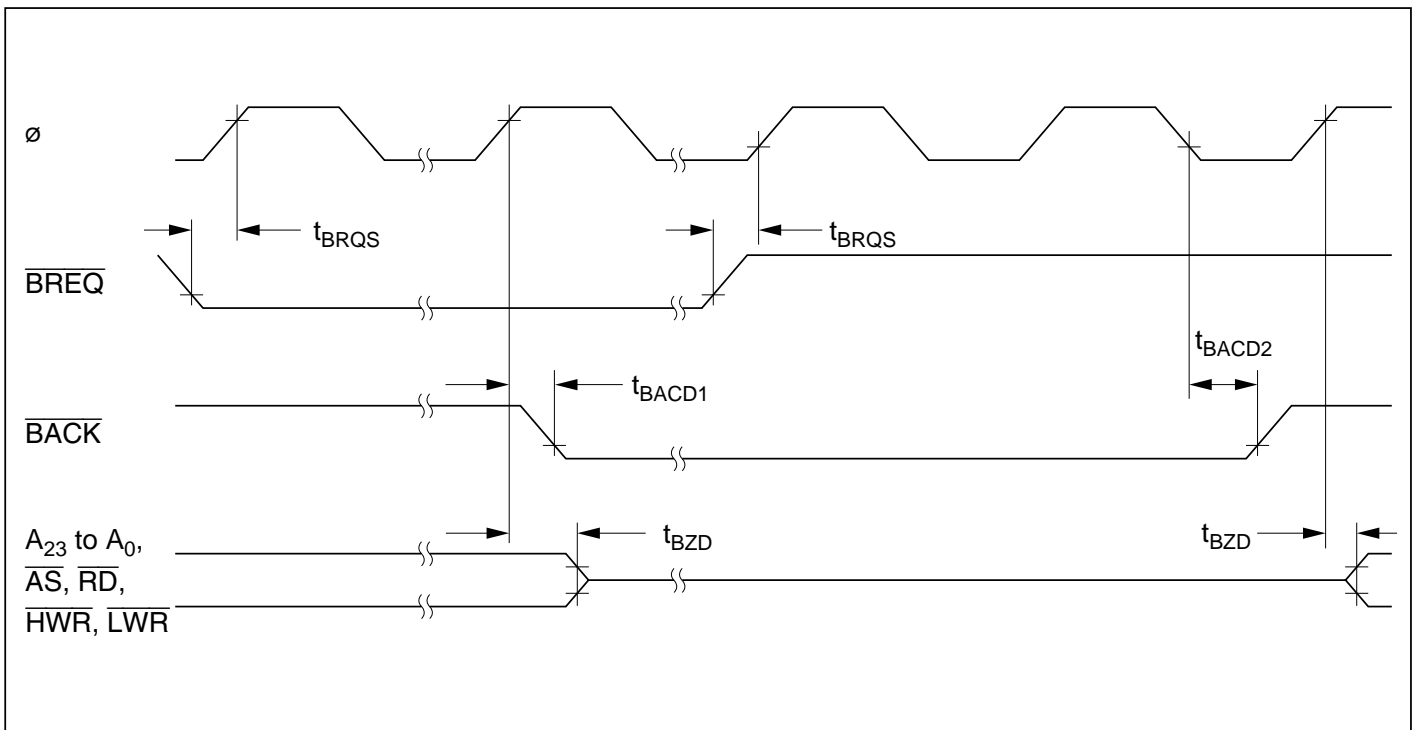 ø
tBRQS
tBRQS
BREQ
tBACD2
tBACD1
BACK
A23 to A0,
AS, RD,
HWR, LWR
tBZD
tBZD